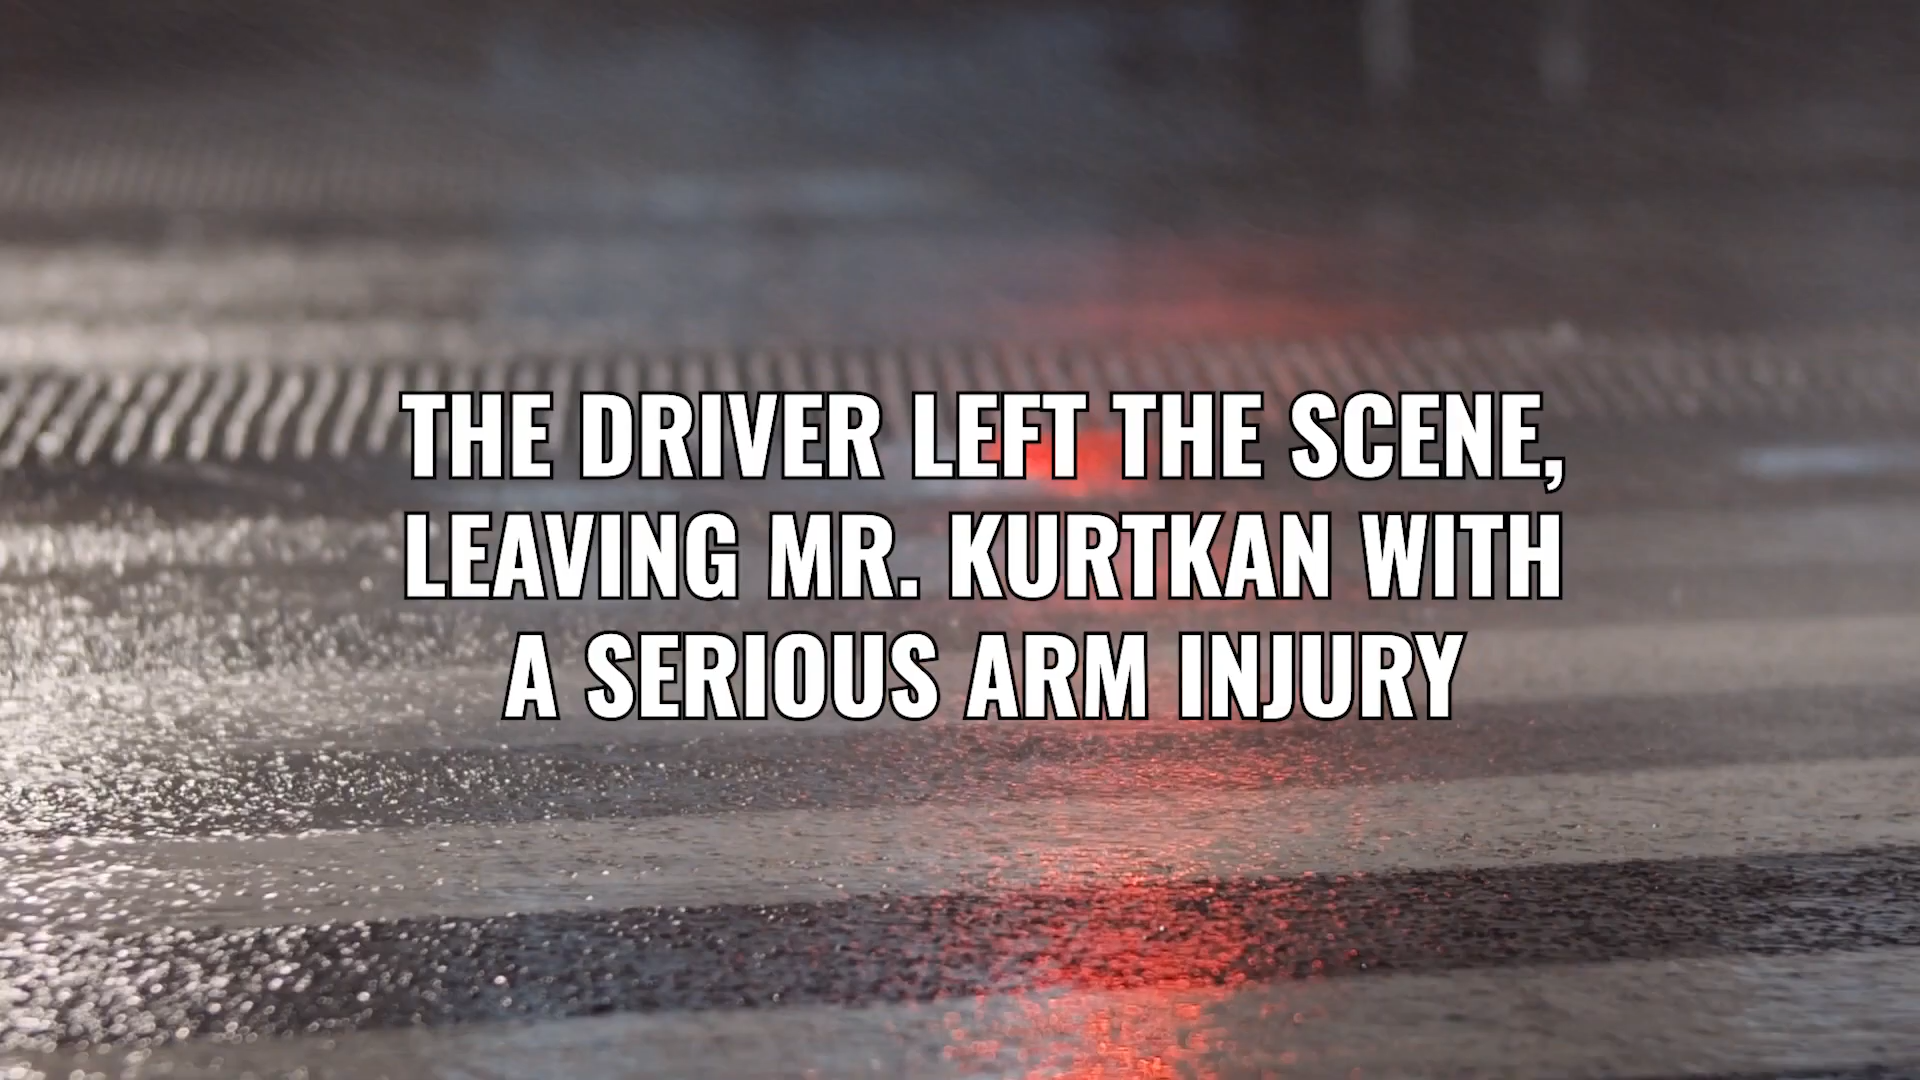 THE DRIVER LEFT THE SCENE,
LEAVING MR. KURTKAN WITH
A SERIOUS ARM INJURY